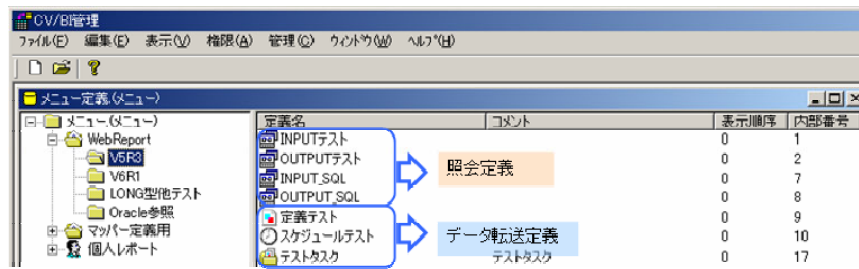 CV/BI管理
ファイル(F) 編集(E) 表示(V) 権限(A) 管理(C) ウィンドウ(W) ヘルプ(H)
メニュー定義(メニュー)
メニュー(メニュー)
WebReport
V5R3
V6R1
LONG型他テスト
Oracle参照
マッパー定義用
個人レポート
定義名 コメント 表示順序 内部番号
INPUTテスト 0 1
OUTPUTテスト 0 2
INPUT_SQL 0 7
OUTPUT_SQL 0 8
定義テスト 0 9
スケジュールテスト 0 10
テストタスク テストタスク 0 17
照会定義
データ転送定義